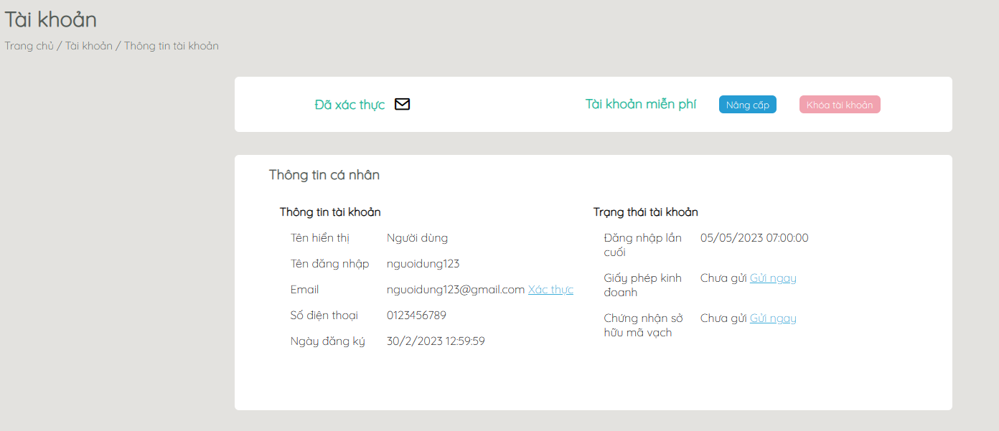 Tài khoản
Trang chủ / Tài khoản / Thông tin tài khoản
Đã xác thực
Tài khoản miễn phí
Nâng cấp
Khóa tài khoản
Thông tin cá nhân
Thông tin tài khoản
Tên hiển thị Người dùng
Tên đăng nhập nguoidung123
Email nguoidung123@gmail.com Xác thực
Số điện thoại 0123456789
Ngày đăng ký 30/2/2023 12:59:59
Trạng thái tài khoản
Đăng nhập lần 05/05/2023 07:00:00
cuối
Giấy phép kinh Chưa gửi Gửi ngay
doanh
Chứng nhận sở Chưa gửi Gửi ngay
hữu mã vạch